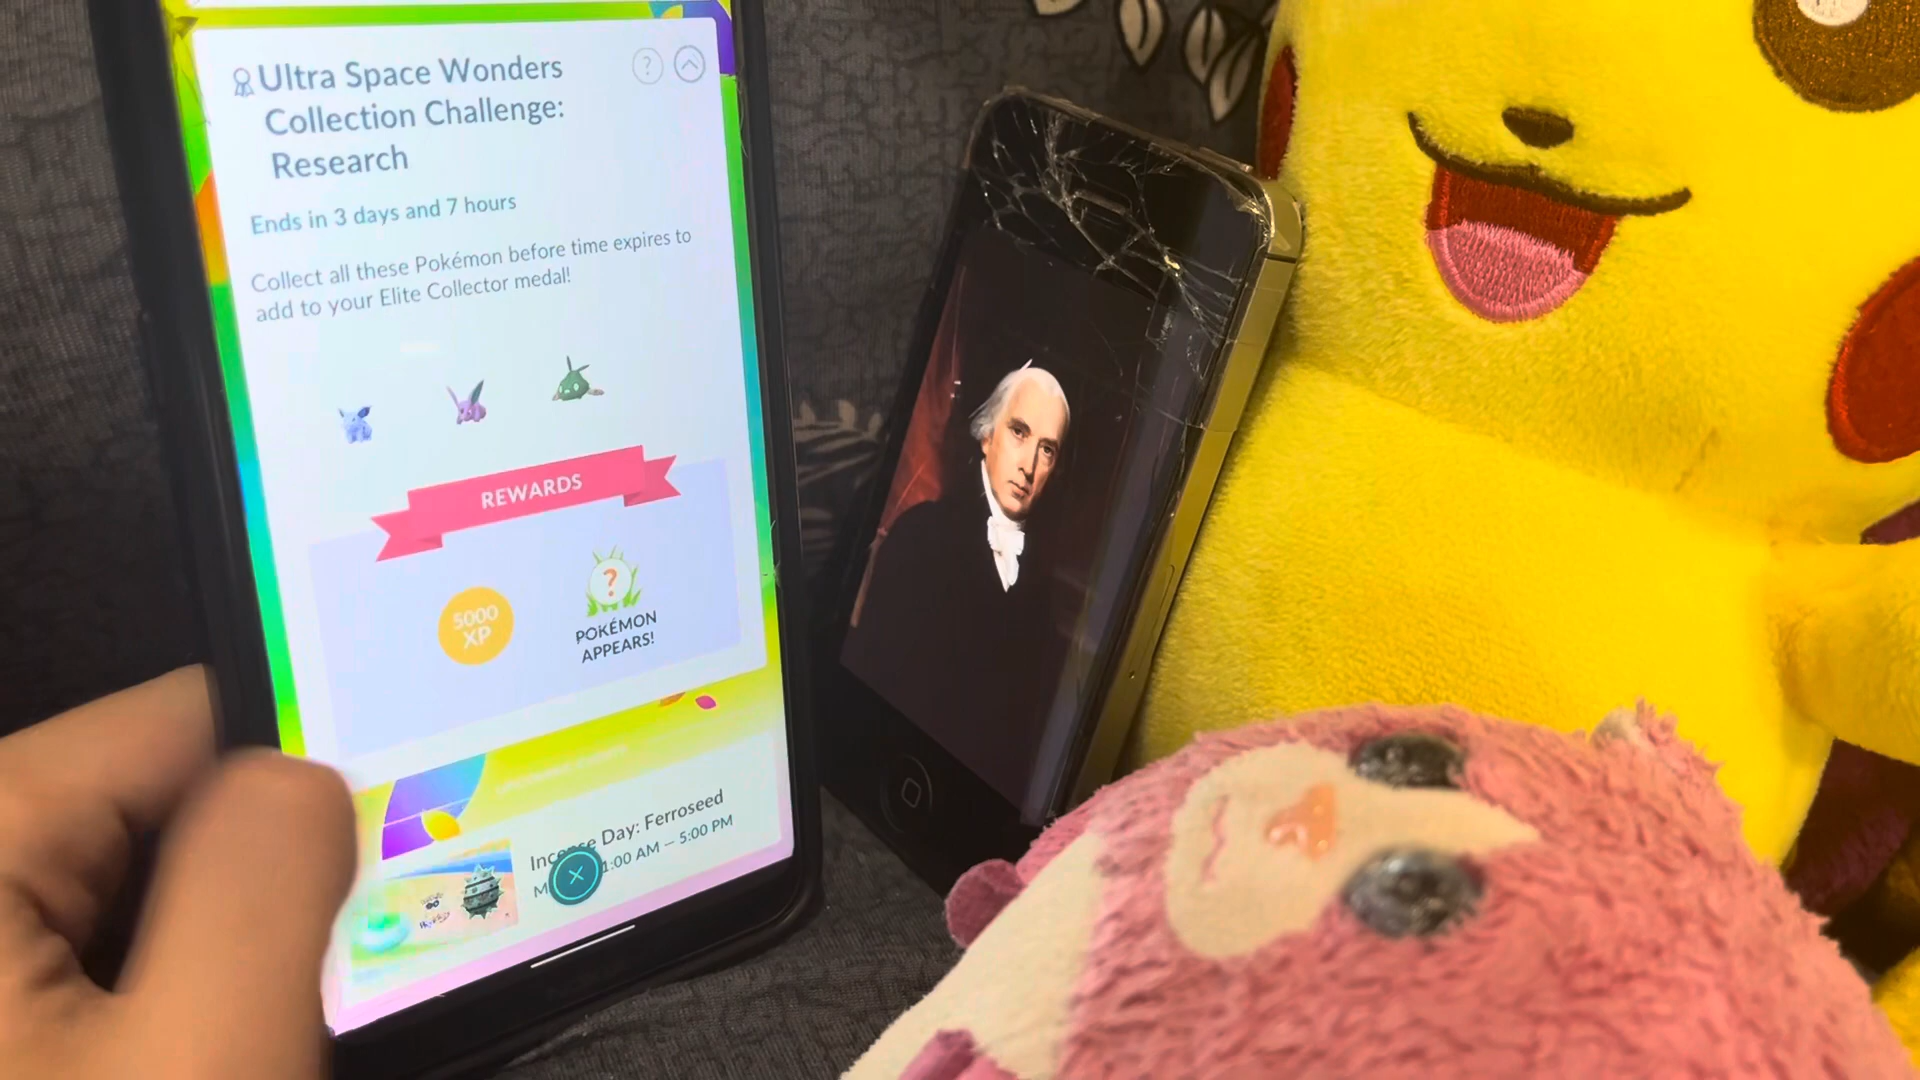 Ultra Space Wonders
Collection Challenge:
Research
?
Ends in 3 days and 7 hours
Collect all these Pokémon before time expires to
add to your Elite Collector medal!
REWARDS
5000
XP
?
POKÉMON
APPEARS!
Day: Ferroseed
1:00 AM – 5:00 PM